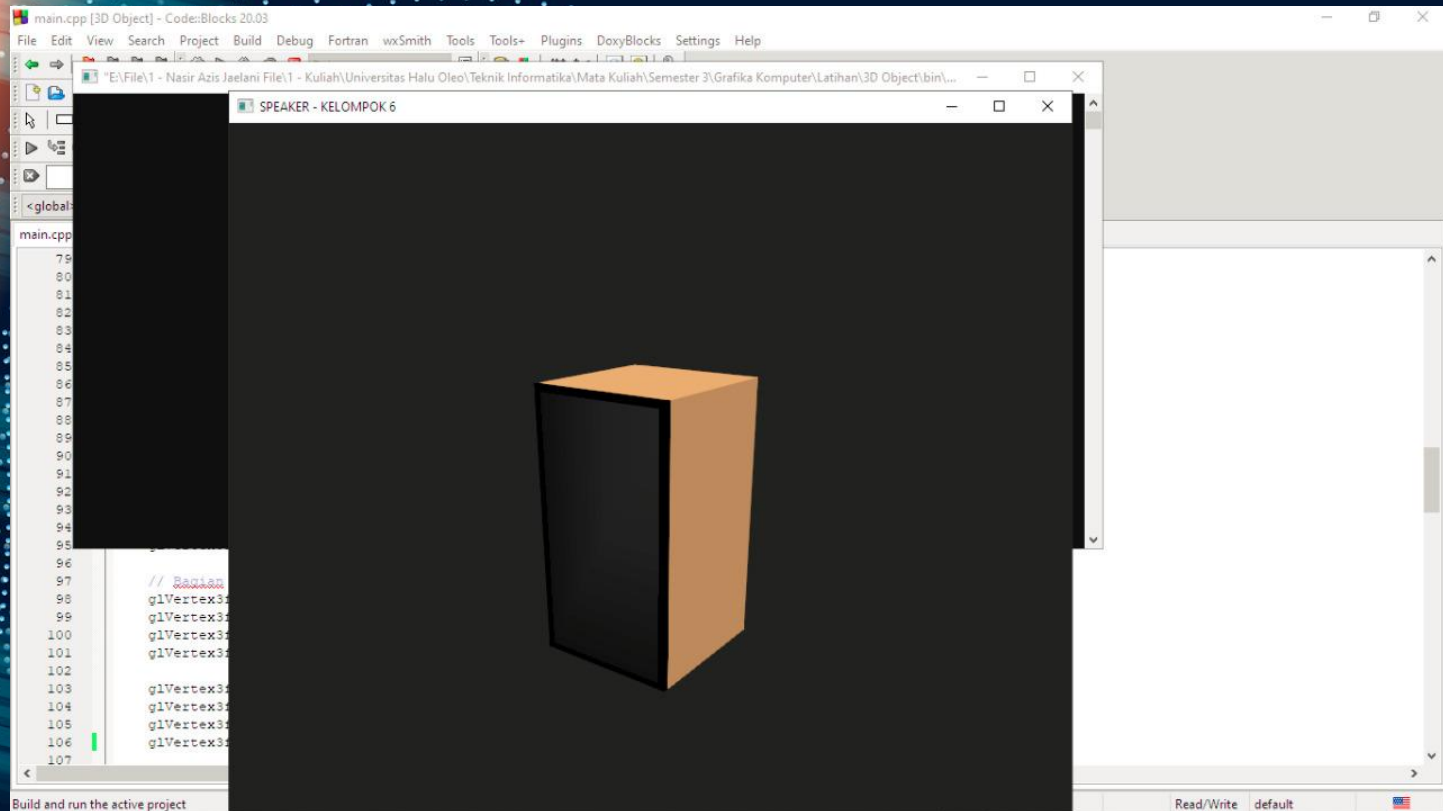 main.cpp [3D Object] - Code::Blocks 20.03
File Edit View Search Project Build Debug Fortran wxSmith Tools Tools+ Plugins DoxyBlocks Settings Help
"E:\File\1 - Nasir Azis Jaelani File\1 - Kuliah\Universitas Halu Oleo\Teknik Informatika\Mata Kuliah\Semester 3\Grafika Komputer\Latihan\3D Object\bin\...
SPEAKER - KELOMPOK 6
<global>
main.cpp
79
80
81
82
83
84
85
86
87
88
89
90
91
92
93
94
95
96
97 // Bagian
98 glVertex3f
99 glVertex3f
100 glVertex3f
101 glVertex3f
102
103 glVertex3f
104 glVertex3f
105 glVertex3f
106 glVertex3f
107
Build and run the active project
Read/Write default